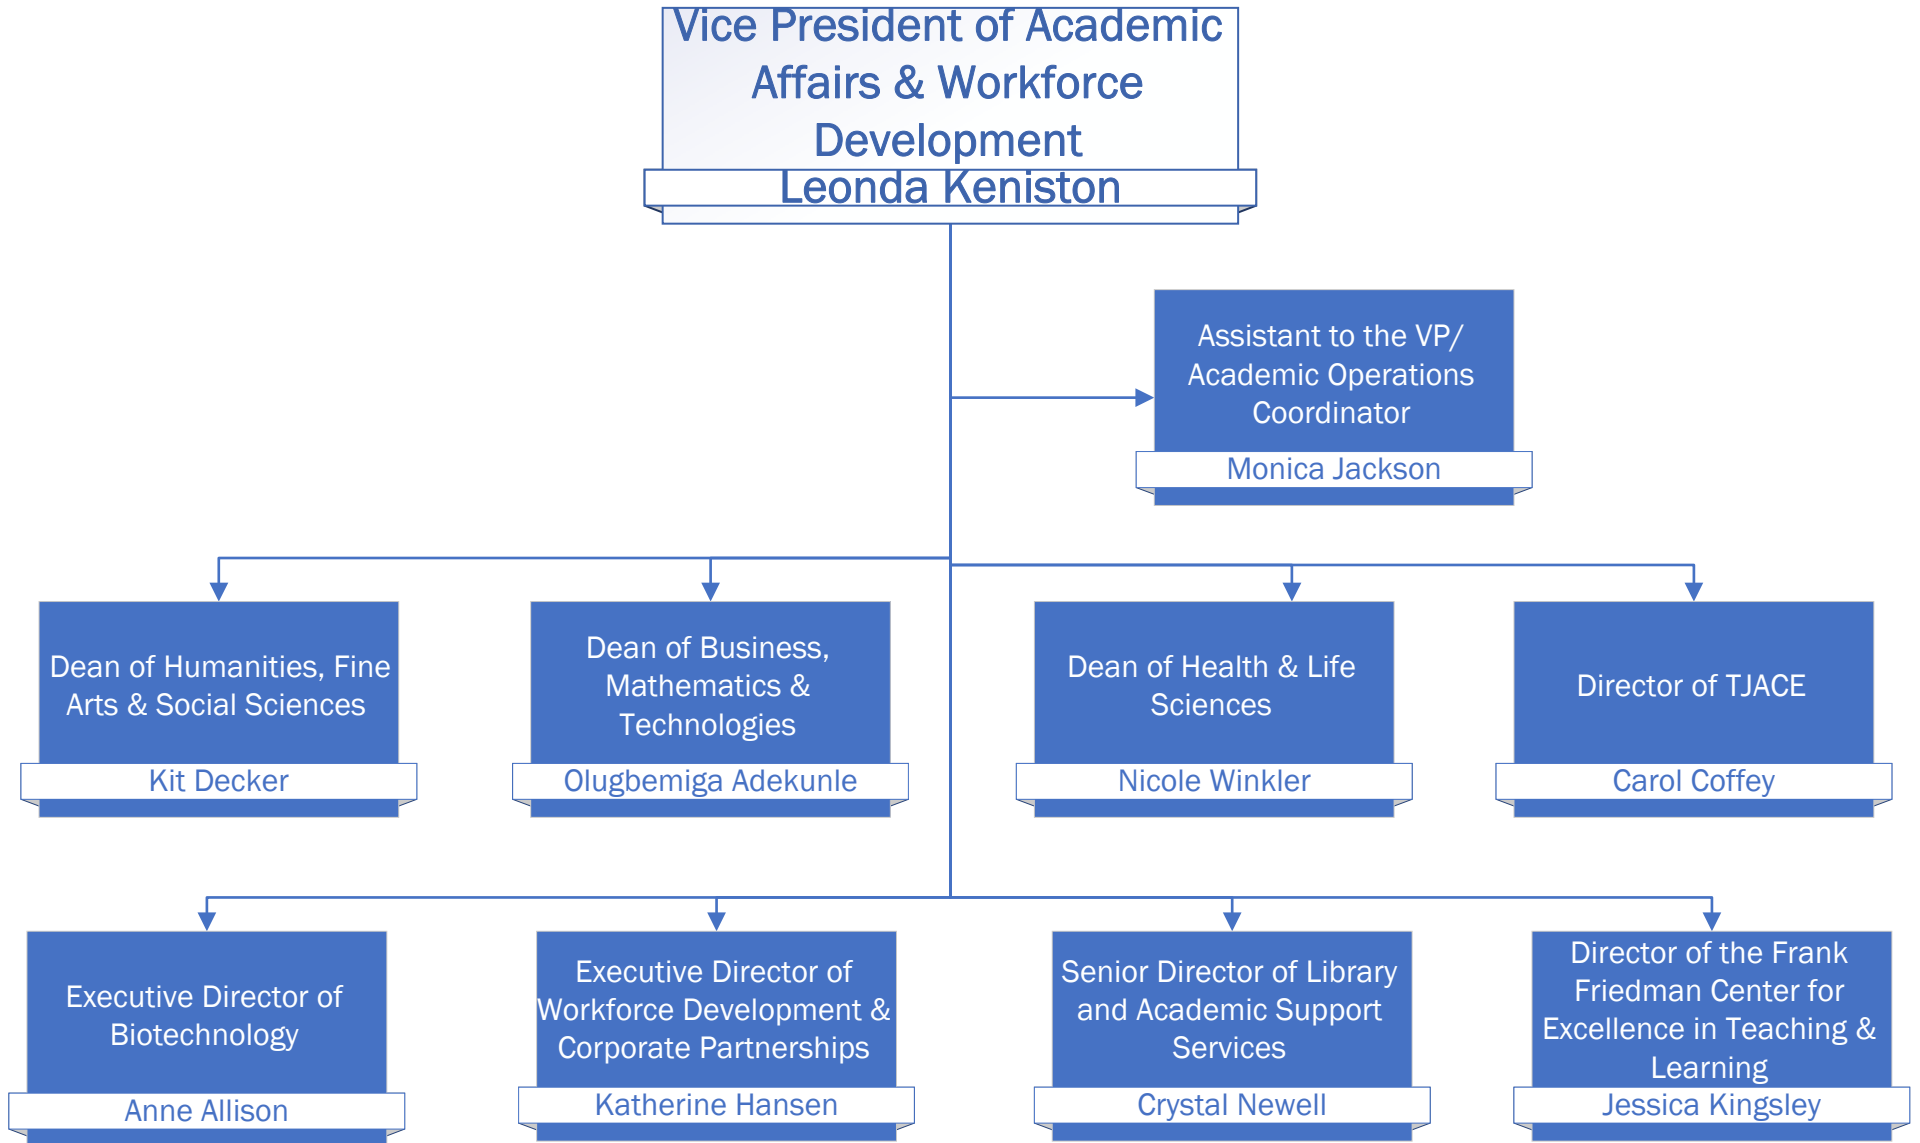 Vice President of Academic
Affairs & Workforce
Development
Leonda Keniston
Assistant to the VP/
Academic Operations
Coordinator
Monica Jackson
Dean of Humanities, Fine
Arts & Social Sciences
Kit Decker
Dean of Business,
Mathematics &
Technologies
Olugbemiga Adekunle
Dean of Health & Life
Sciences
Nicole Winkler
Director of TJACE
Carol Coffey
Executive Director of
Biotechnology
Anne Allison
Executive Director of
Workforce Development &
Corporate Partnerships
Katherine Hansen
Senior Director of Library
and Academic Support
Services
Crystal Newell
Director of the Frank
Friedman Center for
Excellence in Teaching &
Learning
Jessica Kingsley